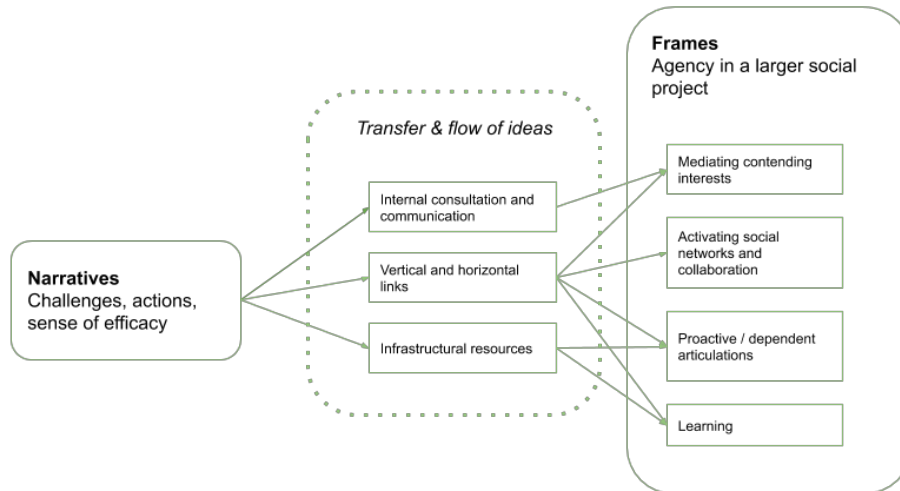 Narratives
Challenges, actions,
sense of efficacy
Transfer & flow of ideas
Internal consultation and
communication
Vertical and horizontal
links
Infrastructural resources
Frames
Agency in a larger social
project
Mediating contending
interests
Activating social
networks and
collaboration
Proactive / dependent
articulations
Learning